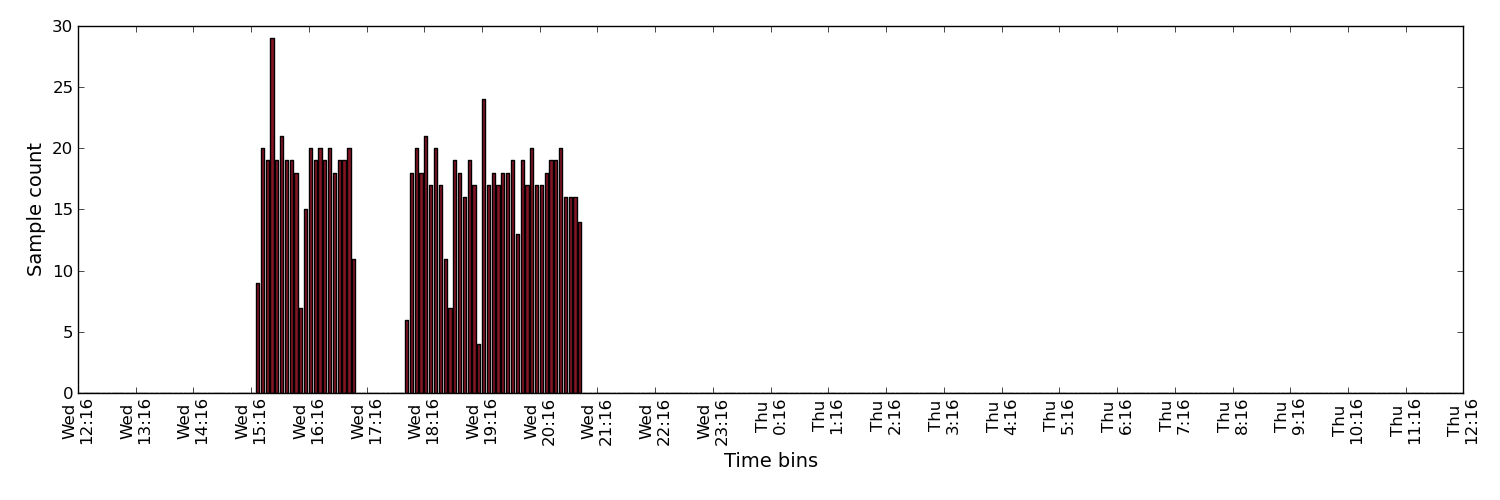 30
25
20
15
10
5
0
Sample count
Wed
12:16
Wed
13:16
Wed
14:16
Wed
15:16
Wed
16:16
Wed
17:16
Wed
18:16
Wed
19:16
Wed
20:16
Wed
21:16
Wed
22:16
Wed
23:16
Thu
0:16
Thu
1:16
Thu
2:16
Thu
3:16
Thu
4:16
Thu
5:16
Thu
6:16
Thu
7:16
Thu
8:16
Thu
9:16
Thu
10:16
Thu
11:16
Thu
12:16
Time bins